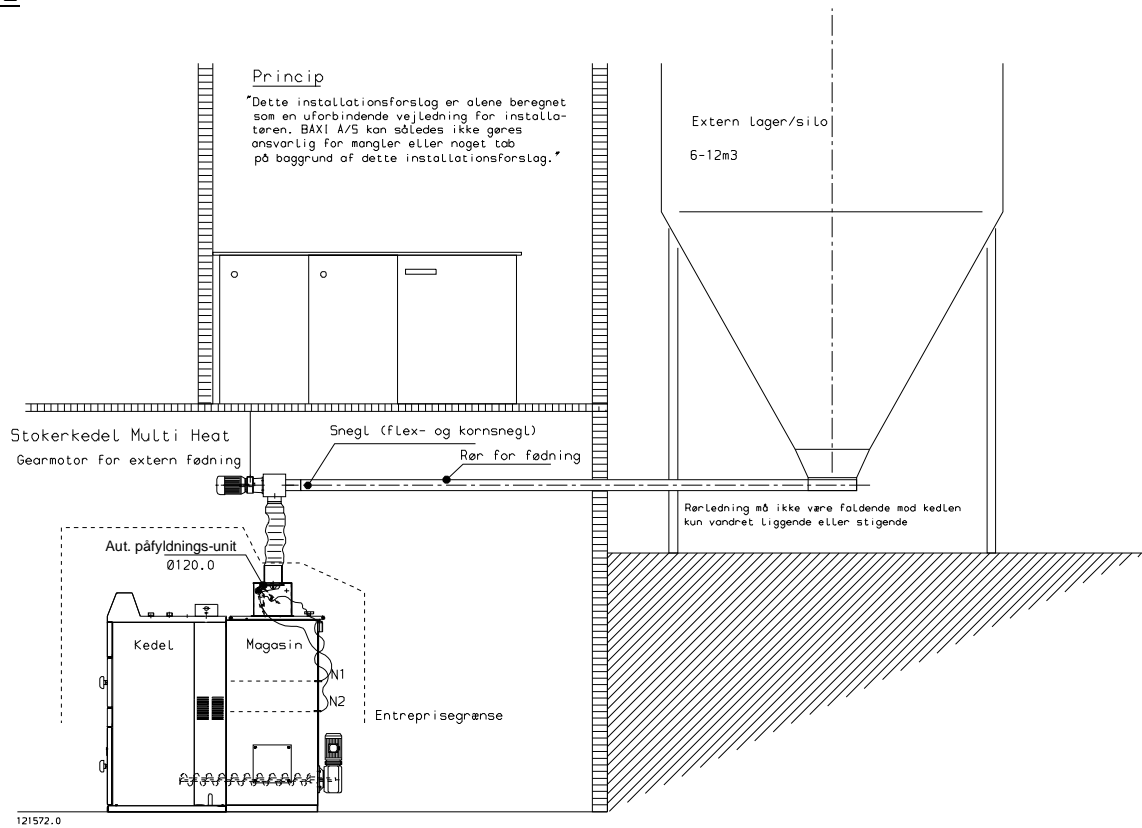 Princip
"Dette installationsforslag er alene beregnet
som en uforbindende vejledning for installa-
tøren. BAXI A/S kan således ikke gøres
ansvarlig for mangler eller noget tab
på baggrund af dette installationsforslag."
Extern lager/silo
6-12m3
Stokerkedel Multi Heat
Gearmotor for extern fødning
Snegl (flex- og kornsnegl)
Rør for fødning
Rørledning må ikke være faldende mod kedlen
kun vandret liggende eller stigende
Aut. påfyldnings-unit
Ø120.0
Kedel
Magasin
N1
N2
Entreprisegrænse
121572.0